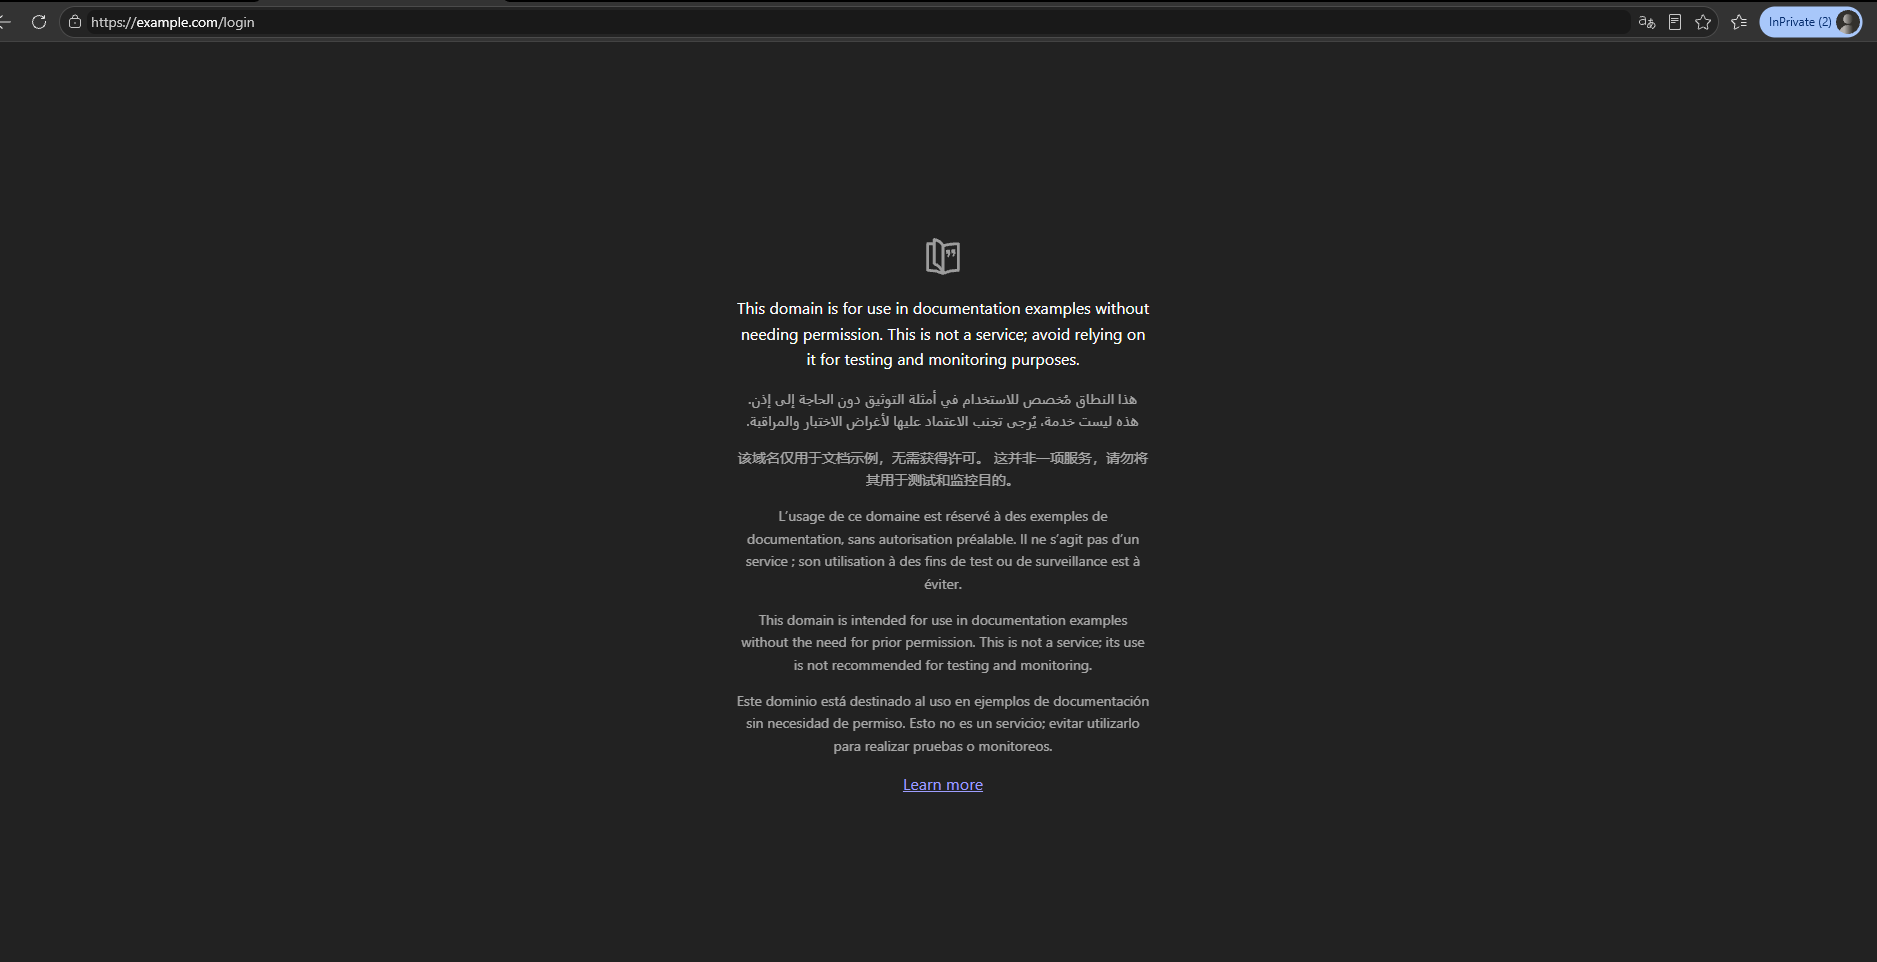 https://example.com/login
InPrivate (2)
This domain is for use in documentation examples without
needing permission. This is not a service; avoid relying on
it for testing and monitoring purposes.
هذا النطاق مُخصص للاستخدام في أمثلة التوثيق دون الحاجة إلى إذن.
هذه ليست خدمة، يُرجى تجنب الاعتماد عليها لأغراض الاختبار والمراقبة.
该域名仅用于文档示例，无需获得许可。 这并非一项服务，请勿将
其用于测试和监控目的。
L’usage de ce domaine est réservé à des exemples de
documentation, sans autorisation préalable. Il ne s’agit pas d’un
service ; son utilisation à des fins de test ou de surveillance est à
éviter.
This domain is intended for use in documentation examples
without the need for prior permission. This is not a service; its use
is not recommended for testing and monitoring.
Este dominio está destinado al uso en ejemplos de documentación
sin necesidad de permiso. Esto no es un servicio; evitar utilizarlo
para realizar pruebas o monitoreos.
Learn more